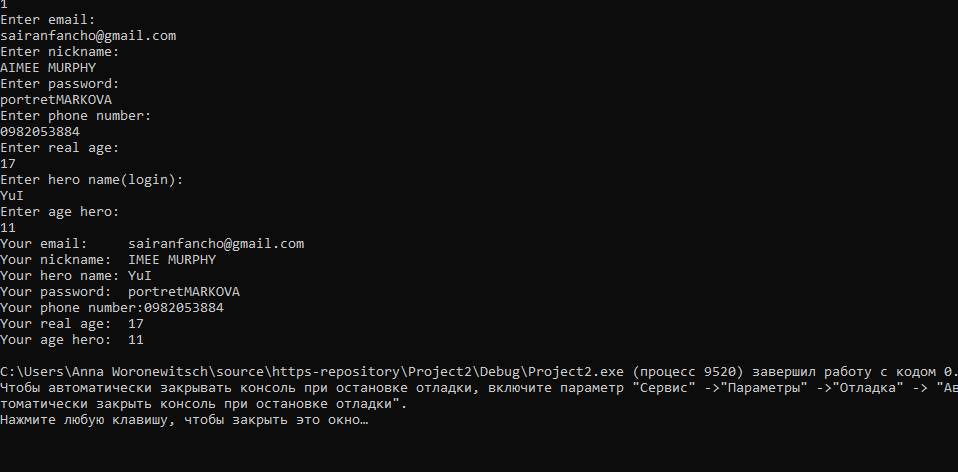 1
Enter email:
sairanfancho@gmail.com
Enter nickname:
AIMEE MURPHY
Enter password:
portretMARKOVA
Enter phone number:
0982053884
Enter real age:
17
Enter hero name(login):
YuI
Enter age hero:
11
Your email:     sairanfancho@gmail.com
Your nickname:  IMEE MURPHY
Your hero name: YuI
Your password:  portretMARKOVA
Your phone number:0982053884
Your real age:  17
Your age hero:  11
C:\Users\Anna Woronewitsch\source\https-repository\Project2\Debug\Project2.exe (процесс 9520) завершил работу с кодом 0.
Чтобы автоматически закрывать консоль при остановке отладки, включите параметр "Сервис" ->"Параметры" ->"Отладка" -> "Ав
томатически закрыть консоль при остановке отладки".
Нажмите любую клавишу, чтобы закрыть это окно…